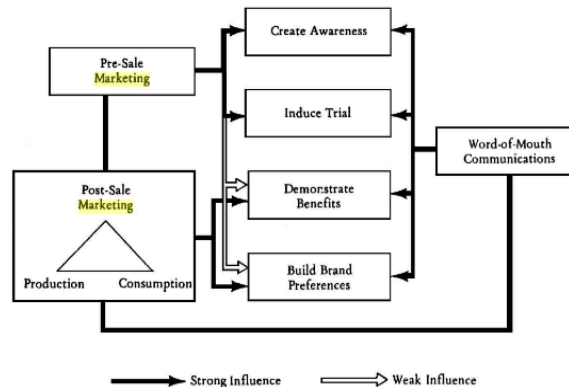 Create Awareness
Pre-Sale
Marketing
Induce Trial
Word-of-Mouth
Communications
Post-Sale
Marketing
Production
Consumption
Demonstrate
Benefits
Build Brand
Preferences
Strong Influence
Weak Influence